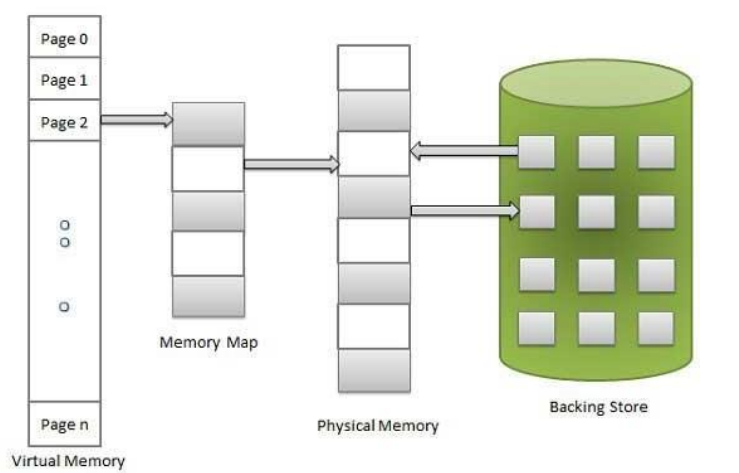 Page 0
Page 1
Page 2
Page n
Virtual Memory
Memory Map
Physical Memory
Backing Store